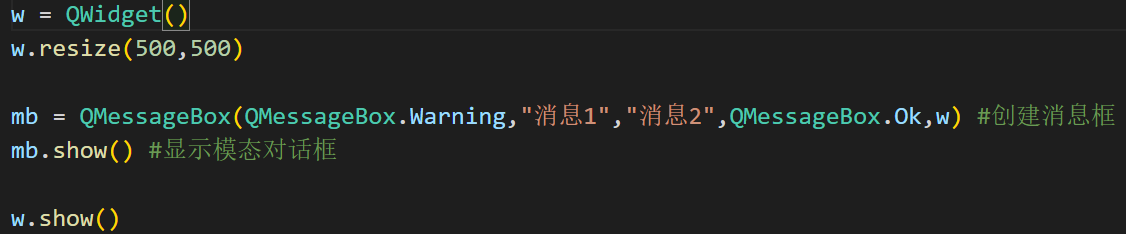 w = QWidget()
w.resize(500,500)
mb = QMessageBox(QMessageBox.Warning,"消息1","消息2",QMessageBox.Ok,w) #创建消息框
mb.show() #显示模态对话框
w.show()